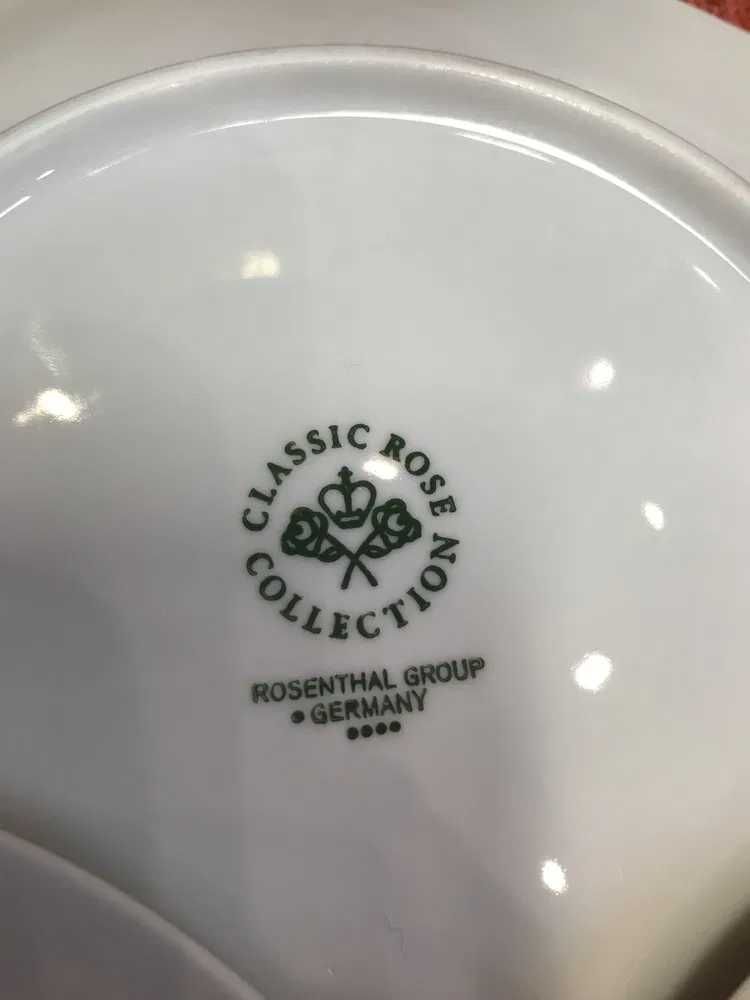 CLASSIC ROSE
COLLECTION
ROSENTHAL GROUP
GERMANY